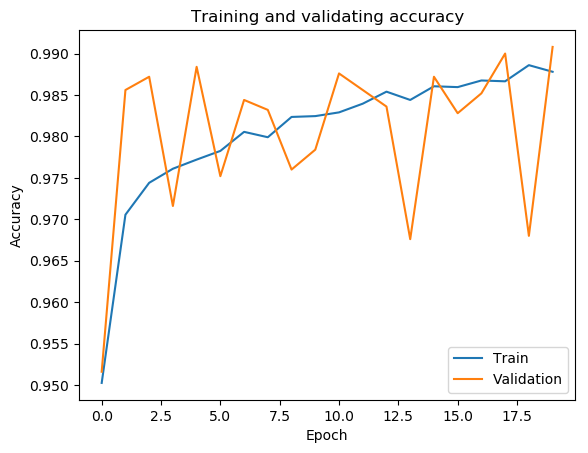 Training and validating accuracy
0.990
0.985
0.980
0.975
0.970
0.965
0.960
0.955
0.950
Accuracy
Train
Validation
0.0 2.5 5.0 7.5 10.0 12.5 15.0 17.5
Epoch